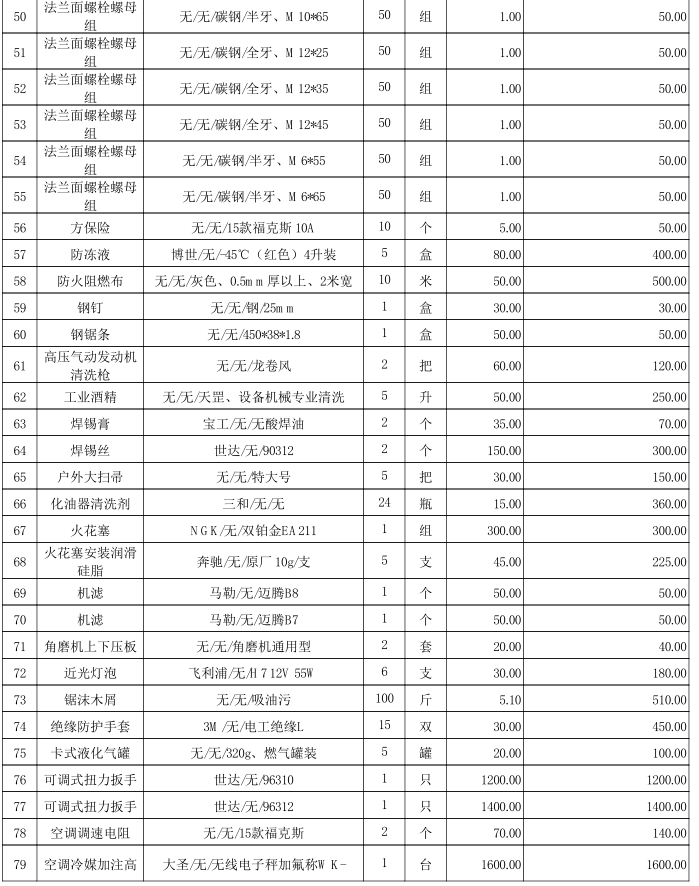 50 法兰面螺栓螺母组 无/无/碳钢/半牙、M 10*65 50 组 1.00 50.00
51 法兰面螺栓螺母组 无/无/碳钢/全牙、M 12*25 50 组 1.00 50.00
52 法兰面螺栓螺母组 无/无/碳钢/全牙、M 12*35 50 组 1.00 50.00
53 法兰面螺栓螺母组 无/无/碳钢/全牙、M 12*45 50 组 1.00 50.00
54 法兰面螺栓螺母组 无/无/碳钢/半牙、M 6*55 50 组 1.00 50.00
55 法兰面螺栓螺母组 无/无/碳钢/半牙、M 6*65 50 组 1.00 50.00
56 方保险 无/无/15款福克斯 10A 10 个 5.00 50.00
57 防冻液 博世/无/-45℃（红色）4升装 5 盒 80.00 400.00
58 防火阻燃布 无/无/灰色、0.5mm 厚以上、2米宽 10 米 50.00 500.00
59 钢钉 无/无/钢/25mm 1 盒 30.00 30.00
60 钢锯条 无/无/450*38*1.8 1 盒 50.00 50.00
61 高压气动发动机清洗枪 无/无/龙卷风 2 把 60.00 120.00
62 工业酒精 无/无/天罡、设备机械专业清洗 5 升 50.00 250.00
63 焊锡膏 宝工/无/无酸焊油 2 个 35.00 70.00
64 焊锡丝 世达/无/90312 2 个 150.00 300.00
65 户外大扫帚 无/无/特大号 5 把 30.00 150.00
66 化油器清洗剂 三和/无/无 24 瓶 15.00 360.00
67 火花塞 NGK/无/双铂金EA211 1 组 300.00 300.00
68 火花塞安装润滑硅脂 奔驰/无/原厂 10g/支 5 支 45.00 225.00
69 机滤 马勒/无/迈腾B8 1 个 50.00 50.00
70 机滤 马勒/无/迈腾B7 1 个 50.00 50.00
71 角磨机上下压板 无/无/角磨机通用型 2 套 20.00 40.00
72 近光灯泡 飞利浦/无/H7 12V 55W 6 支 30.00 180.00
73 锯沫木屑 无/无/吸油污 100 斤 5.10 510.00
74 绝缘防护手套 3M/无/电工绝缘L 15 双 30.00 450.00
75 卡式液化气罐 无/无/320g、燃气罐装 5 罐 20.00 100.00
76 可调式扭力扳手 世达/无/96310 1 只 1200.00 1200.00
77 可调式扭力扳手 世达/无/96312 1 只 1400.00 1400.00
78 空调调速电阻 无/无/15款福克斯 2 个 70.00 140.00
79 空调冷媒加注高 大圣/无/无线电子秤加氟称WK- 1 台 1600.00 1600.00